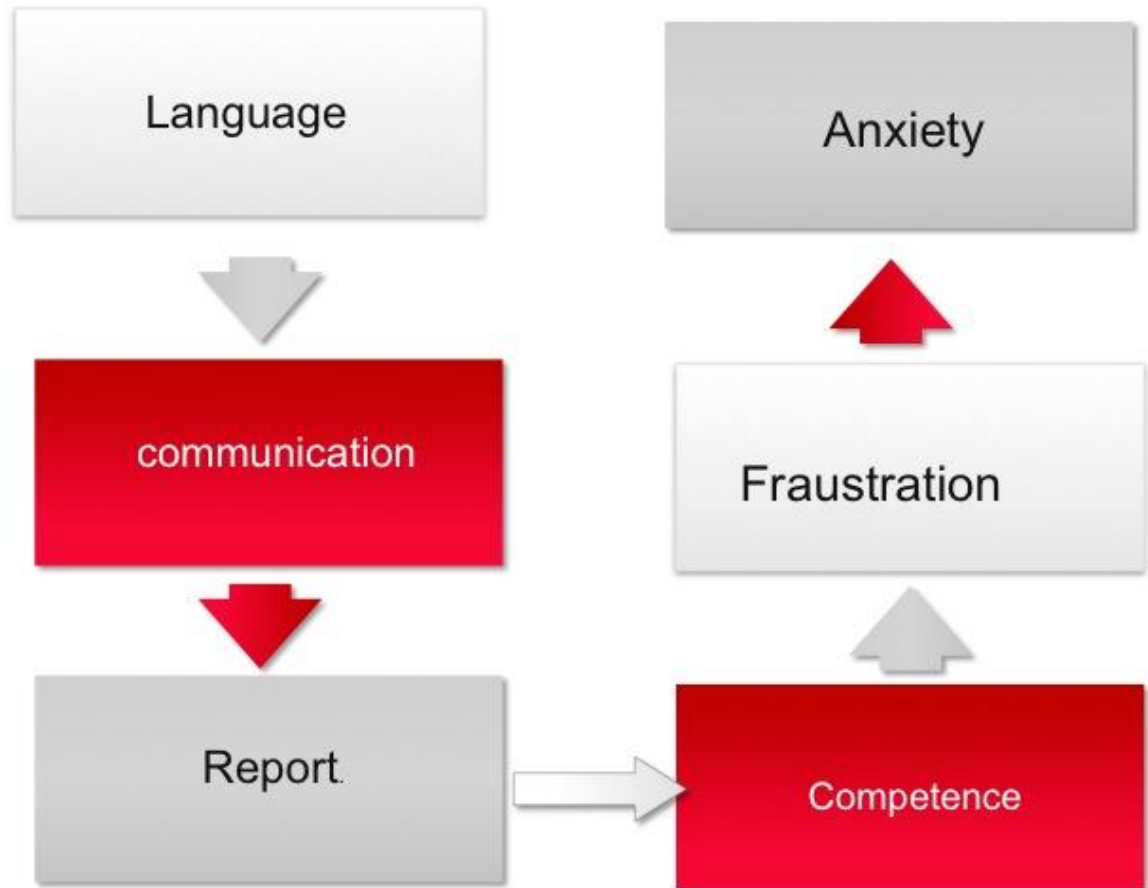 Language
communication
Report.
Competence
Fraustration
Anxiety